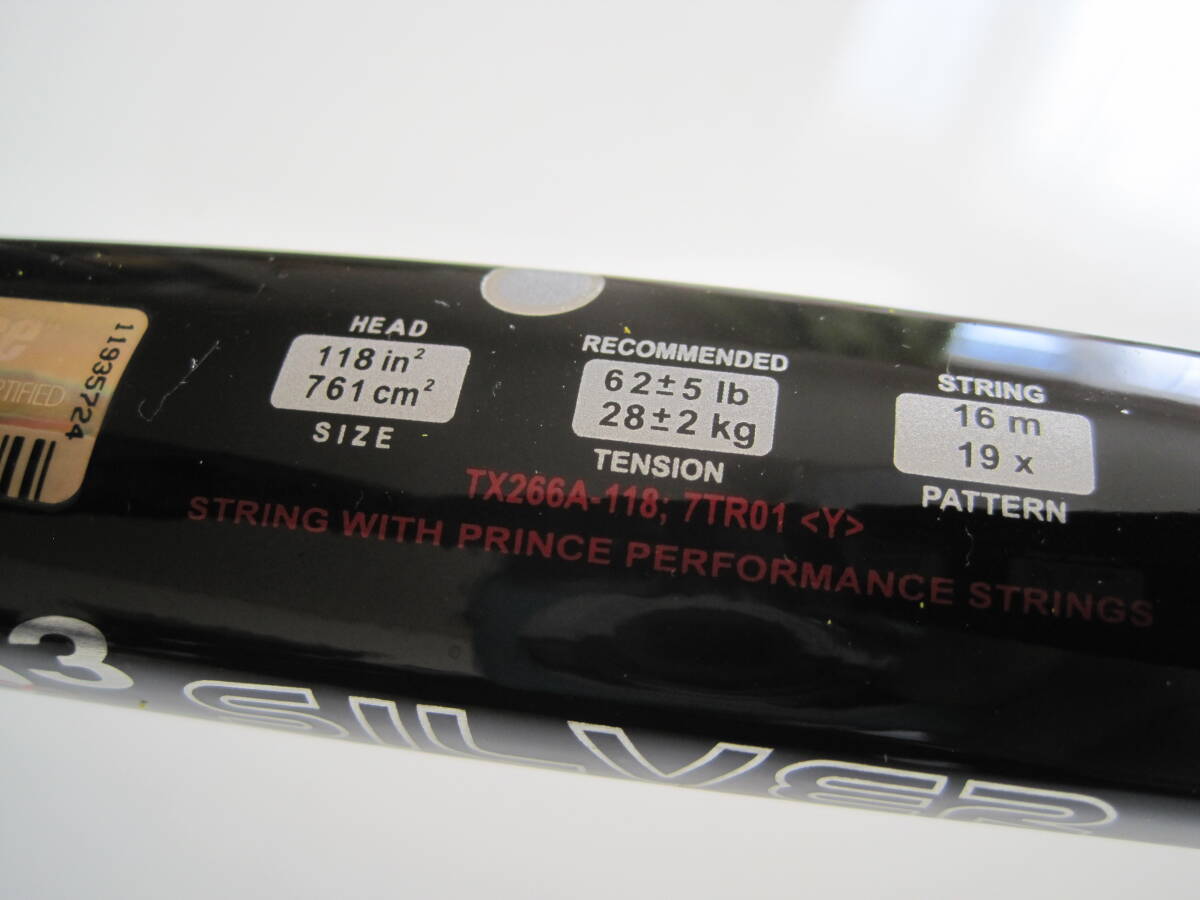 HEAD
118 in²
761 cm²
SIZE
RECOMMENDED
62±5 lb
28±2 kg
TENSION
STRING
16 m
19 x
PATTERN
TX266A-118; 7TR01 <Y>
STRING WITH PRINCE PERFORMANCE STRINGS
11935724
3 SILVER